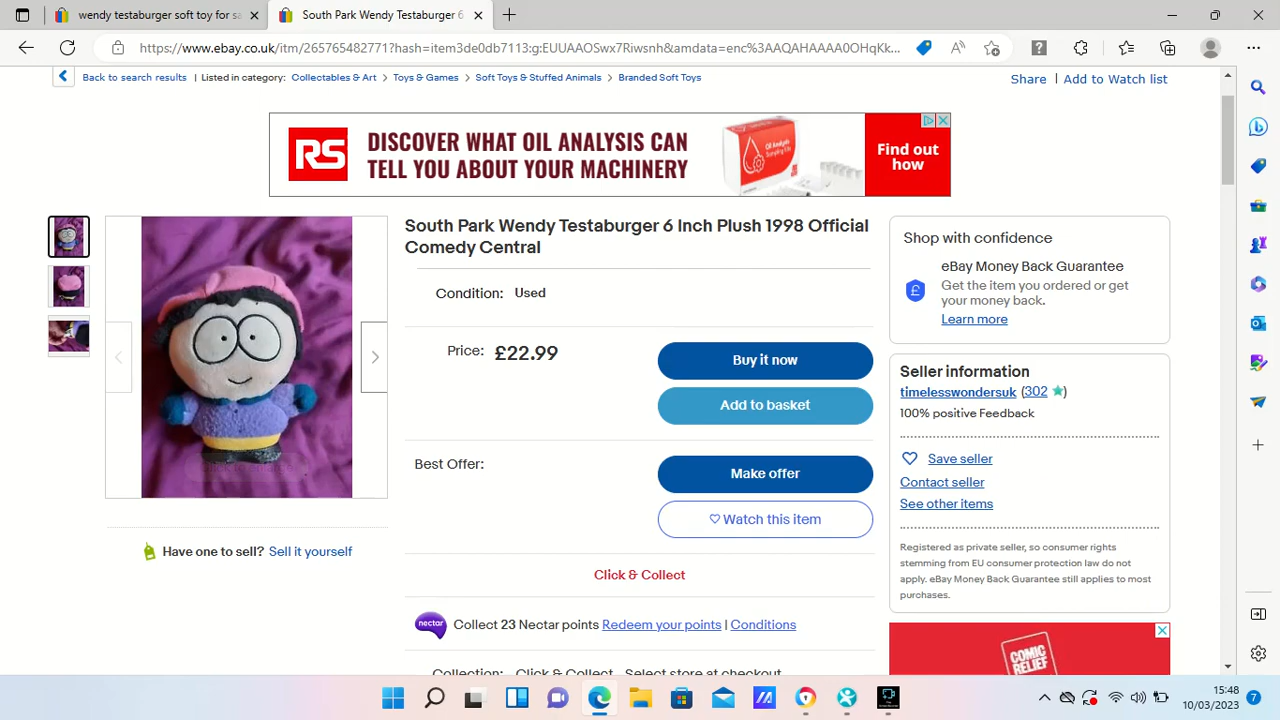 winchester soft toy for sa
South Park Wendy Testaburger 6
https://www.ebay.co.uk/itm/265765482771?hash=item3de0db7113:g:EUUAAOSwx7Riwsnh&amdata=enc%3AAQAHAAAA0OHqKk...
Back to search results | Listed in category: Collectables & Art > Toys & Games > Soft Toys & Stuffed Animals > Branded Soft Toys
Share | Add to Watch list
RS
DISCOVER WHAT OIL ANALYSIS CAN
TELL YOU ABOUT YOUR MACHINERY
Oil Analysis
Find out
how
South Park Wendy Testaburger 6 Inch Plush 1998 Official
Comedy Central
Condition: Used
Price: £22.99
Buy it now
Add to basket
Best Offer:
Make offer
Watch this item
Have one to sell? Sell it yourself
Click & Collect
nectar
Collect 23 Nectar points Redeem your points | Conditions
Collection: Click & Collect Select store at checkout
Shop with confidence
eBay Money Back Guarantee
Get the item you ordered or get
your money back.
Learn more
Seller information
timelesswondersuk (302)
100% positive Feedback
Save seller
Contact seller
See other items
Registered as private seller, so consumer rights
stemming from EU consumer protection law do not
apply. eBay Money Back Guarantee still applies to most
purchases.
COMIC
RELIEF
15:48
10/03/2023
7